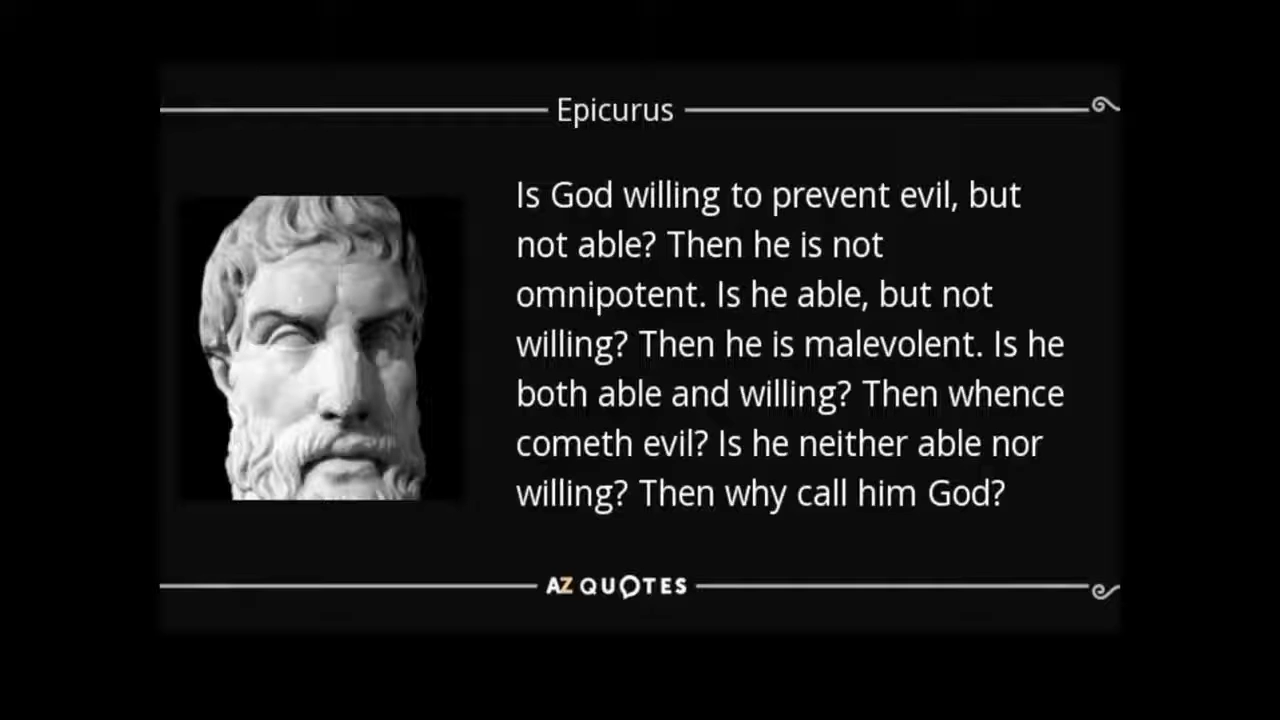 Epicurus
Is God willing to prevent evil, but
not able? Then he is not
omnipotent. Is he able, but not
willing? Then he is malevolent. Is he
both able and willing? Then whence
cometh evil? Is he neither able nor
willing? Then why call him God?
AZ QUOTES